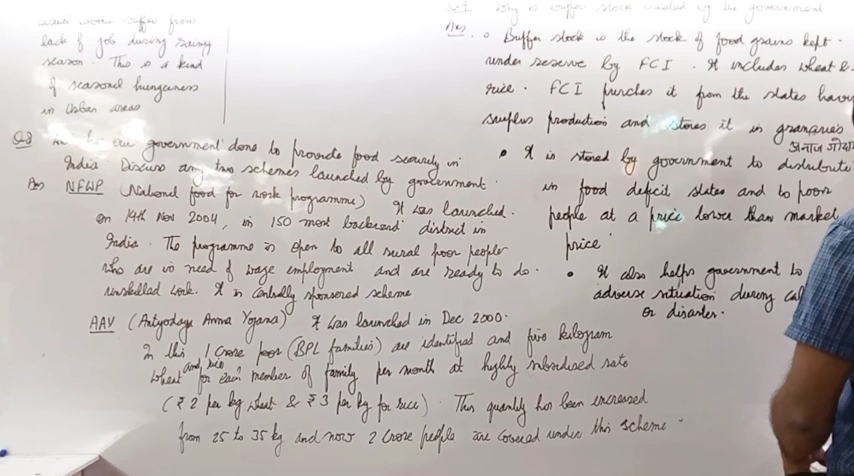 lack of job during rainy
season. This is a kind
of seasonal hungriness
in Urban areas
government done to provide food security in
India Discuss any two schemes launched by government.
Ans NFWP National food for work programme) It was launched.
on 14th Nov 2004, in 150 most backward district in
India. The programme is open to all rural poor people
who are in need of wage employment and are ready to do.
unskilled work. It is centrally sponsored scheme
AAY (Antyodaya Anna Yojana) It was launched in Dec 2000.
In this 1 crore poor (BPL families) are identified and five kilogram
wheat and rice for each member of family per month at highly subsidised rate
(₹ 2 per kg wheat & ₹ 3 per kg for rice). This quantity has been increased
from 25 to 35 kg and now 2 crore people are covered under this scheme
Why is buffer stock created by the government
Ans. Buffer stock is the stock of food grains kept.
under reserve by FCI. It includes wheat &
rice. FCI purches it from the states having
surplus production and stores it in granaries
अनाज
• It is stored by government to distribute
in food deficit states and to poor
people at a price lower than market
price
• It also helps government to
adverse situation during
or disaster.